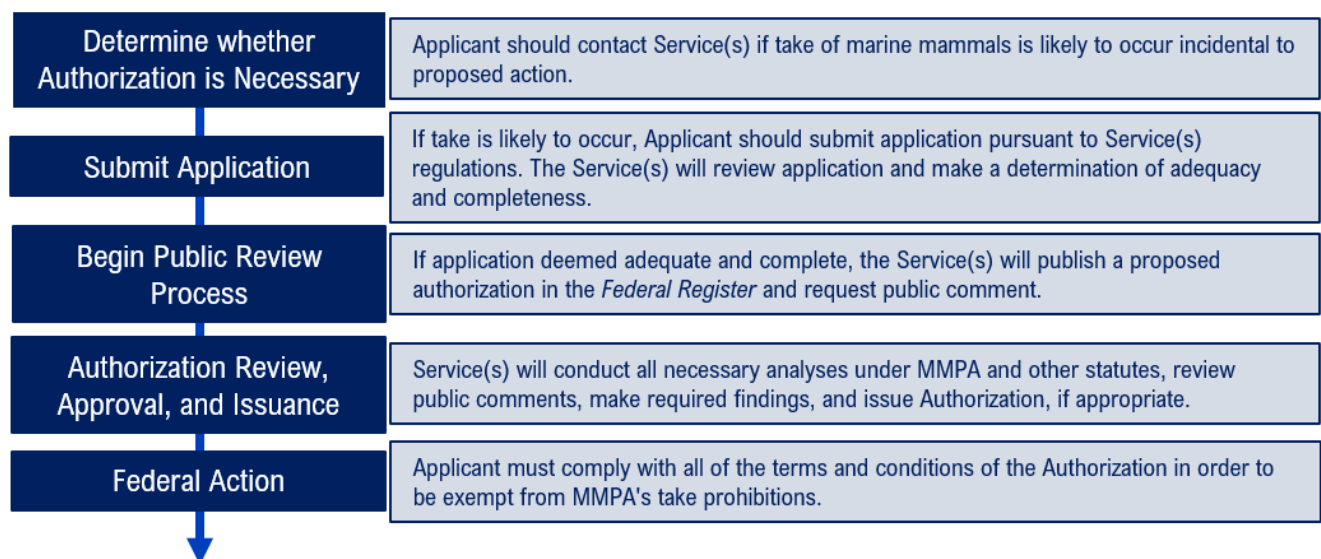 Determine whether
Authorization is Necessary
Applicant should contact Service(s) if take of marine mammals is likely to occur incidental to
proposed action.
Submit Application
If take is likely to occur, Applicant should submit application pursuant to Service(s)
regulations. The Service(s) will review application and make a determination of adequacy
and completeness.
Begin Public Review
Process
If application deemed adequate and complete, the Service(s) will publish a proposed
authorization in the Federal Register and request public comment.
Authorization Review,
Approval, and Issuance
Service(s) will conduct all necessary analyses under MMPA and other statutes, review
public comments, make required findings, and issue Authorization, if appropriate.
Federal Action
Applicant must comply with all of the terms and conditions of the Authorization in order to
be exempt from MMPA's take prohibitions.